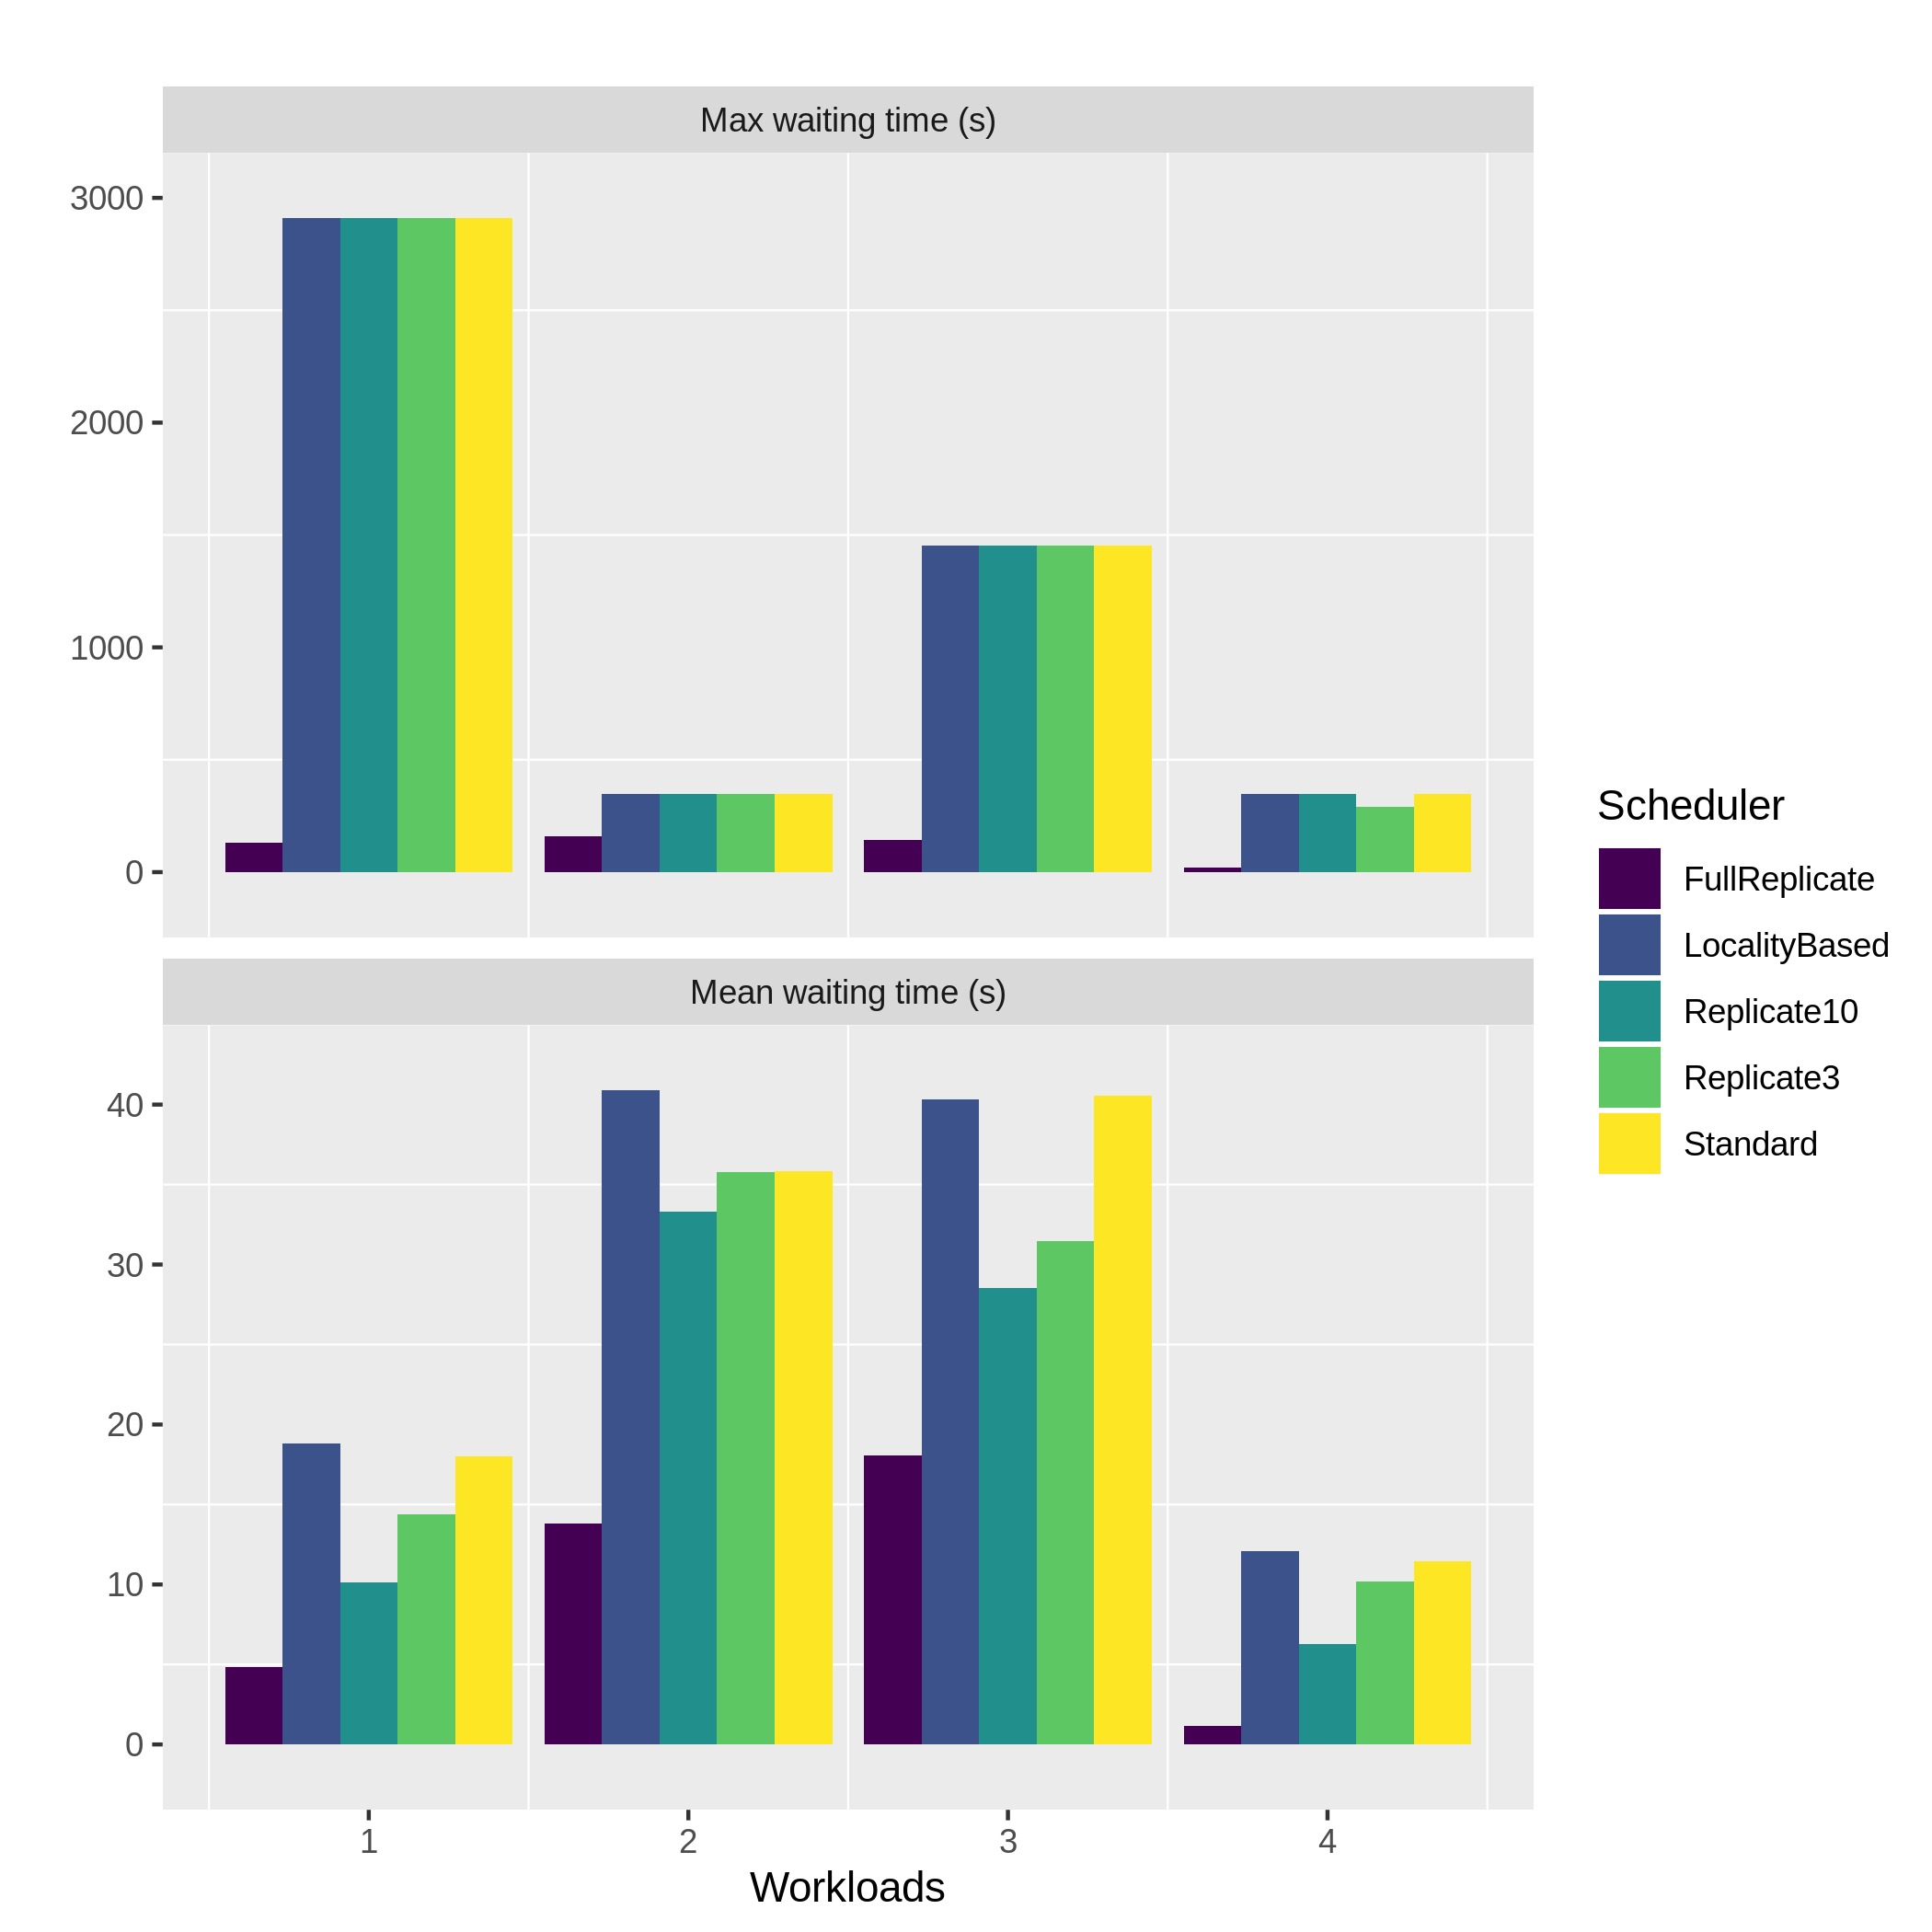 Max waiting time (s)
3000
2000
1000
0
Mean waiting time (s)
40
30
20
10
0
1 2 3 4
Workloads
Scheduler
FullReplicate
LocalityBased
Replicate10
Replicate3
Standard